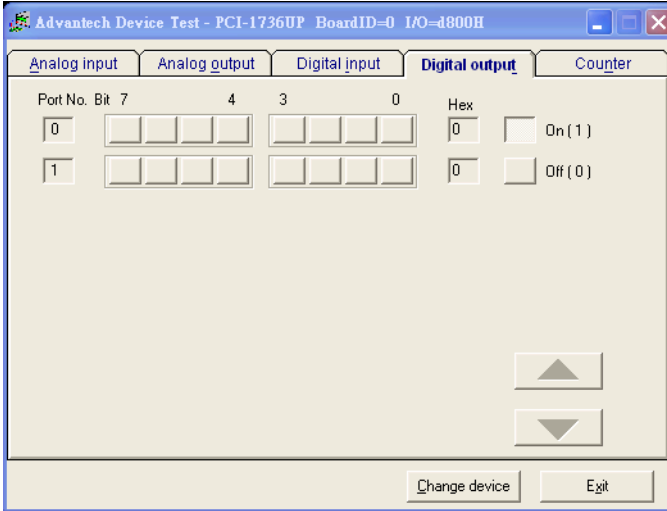 Advantech Device Test - PCI-1736UP BoardID=0 I/O=d800H
Analog input Analog output Digital input Digital output Counter
Port No. Bit 7 4 3 0 Hex
0 0 On ( 1 )
1 0 Off ( 0 )
Change device Exit